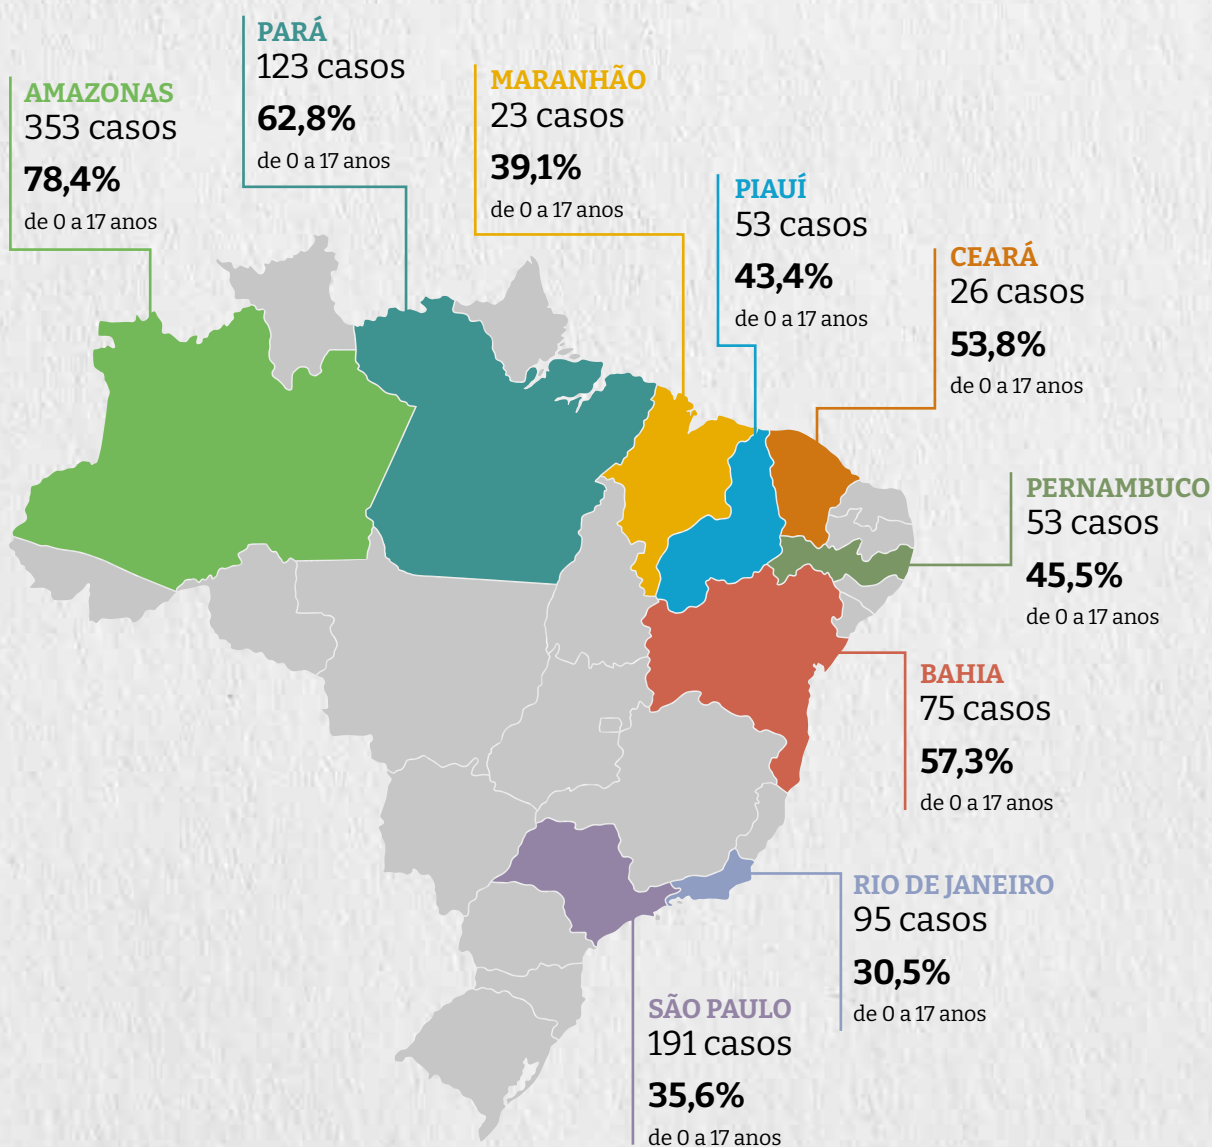 PARÁ
123 casos
62,8%
de 0 a 17 anos
AMAZONAS
353 casos
78,4%
de 0 a 17 anos
MARANHÃO
23 casos
39,1%
de 0 a 17 anos
PIAUÍ
53 casos
43,4%
de 0 a 17 anos
CEARÁ
26 casos
53,8%
de 0 a 17 anos
PERNAMBUCO
53 casos
45,5%
de 0 a 17 anos
BAHIA
75 casos
57,3%
de 0 a 17 anos
RIO DE JANEIRO
95 casos
30,5%
de 0 a 17 anos
SÃO PAULO
191 casos
35,6%
de 0 a 17 anos